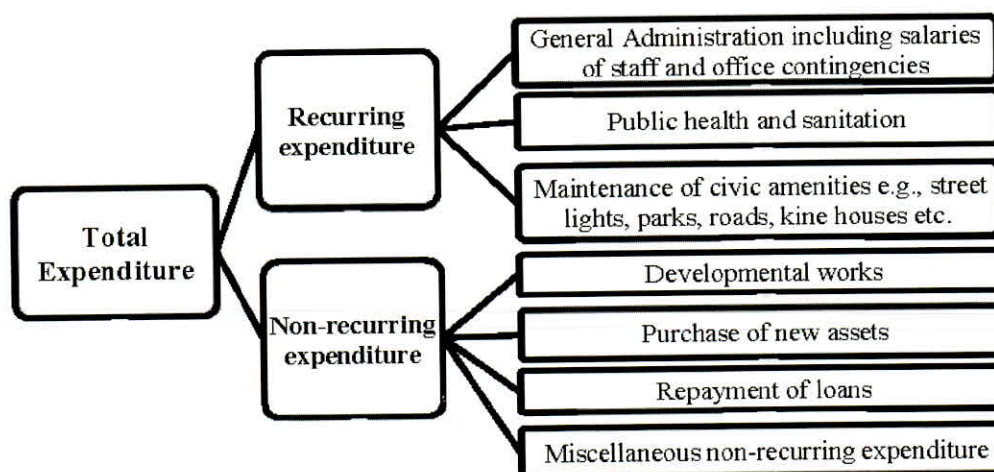 Total
Expenditure
Recurring
expenditure
General Administration including salaries
of staff and office contingencies
Public health and sanitation
Maintenance of civic amenities e.g., street
lights, parks, roads, kine houses etc.
Non-recurring
expenditure
Developmental works
Purchase of new assets
Repayment of loans
Miscellaneous non-recurring expenditure